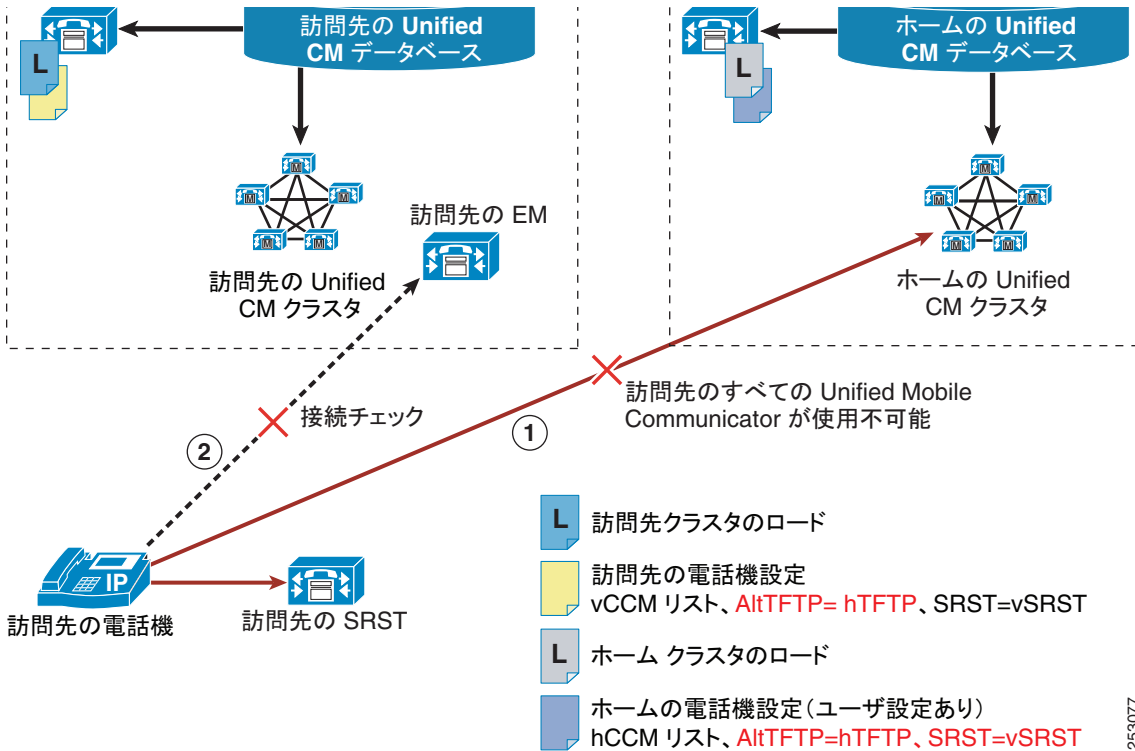 訪問先の Unified
CM データベース
ホームの Unified
CM データベース
L
L
M
M
M
M
M
M
M
M
M
M
訪問先の EM
訪問先の Unified
CM クラスタ
ホームの Unified
CM クラスタ
訪問先のすべての Unified Mobile
Communicator が使用不可能
接続チェック
1
2
IP
訪問先の電話機
訪問先の SRST
L
訪問先クラスタのロード
訪問先の電話機設定
vCCM リスト、AltTFTP= hTFTP、SRST=vSRST
L
ホーム クラスタのロード
ホームの電話機設定(ユーザ設定あり)
hCCM リスト、AltTFTP=hTFTP、SRST=vSRST
253077